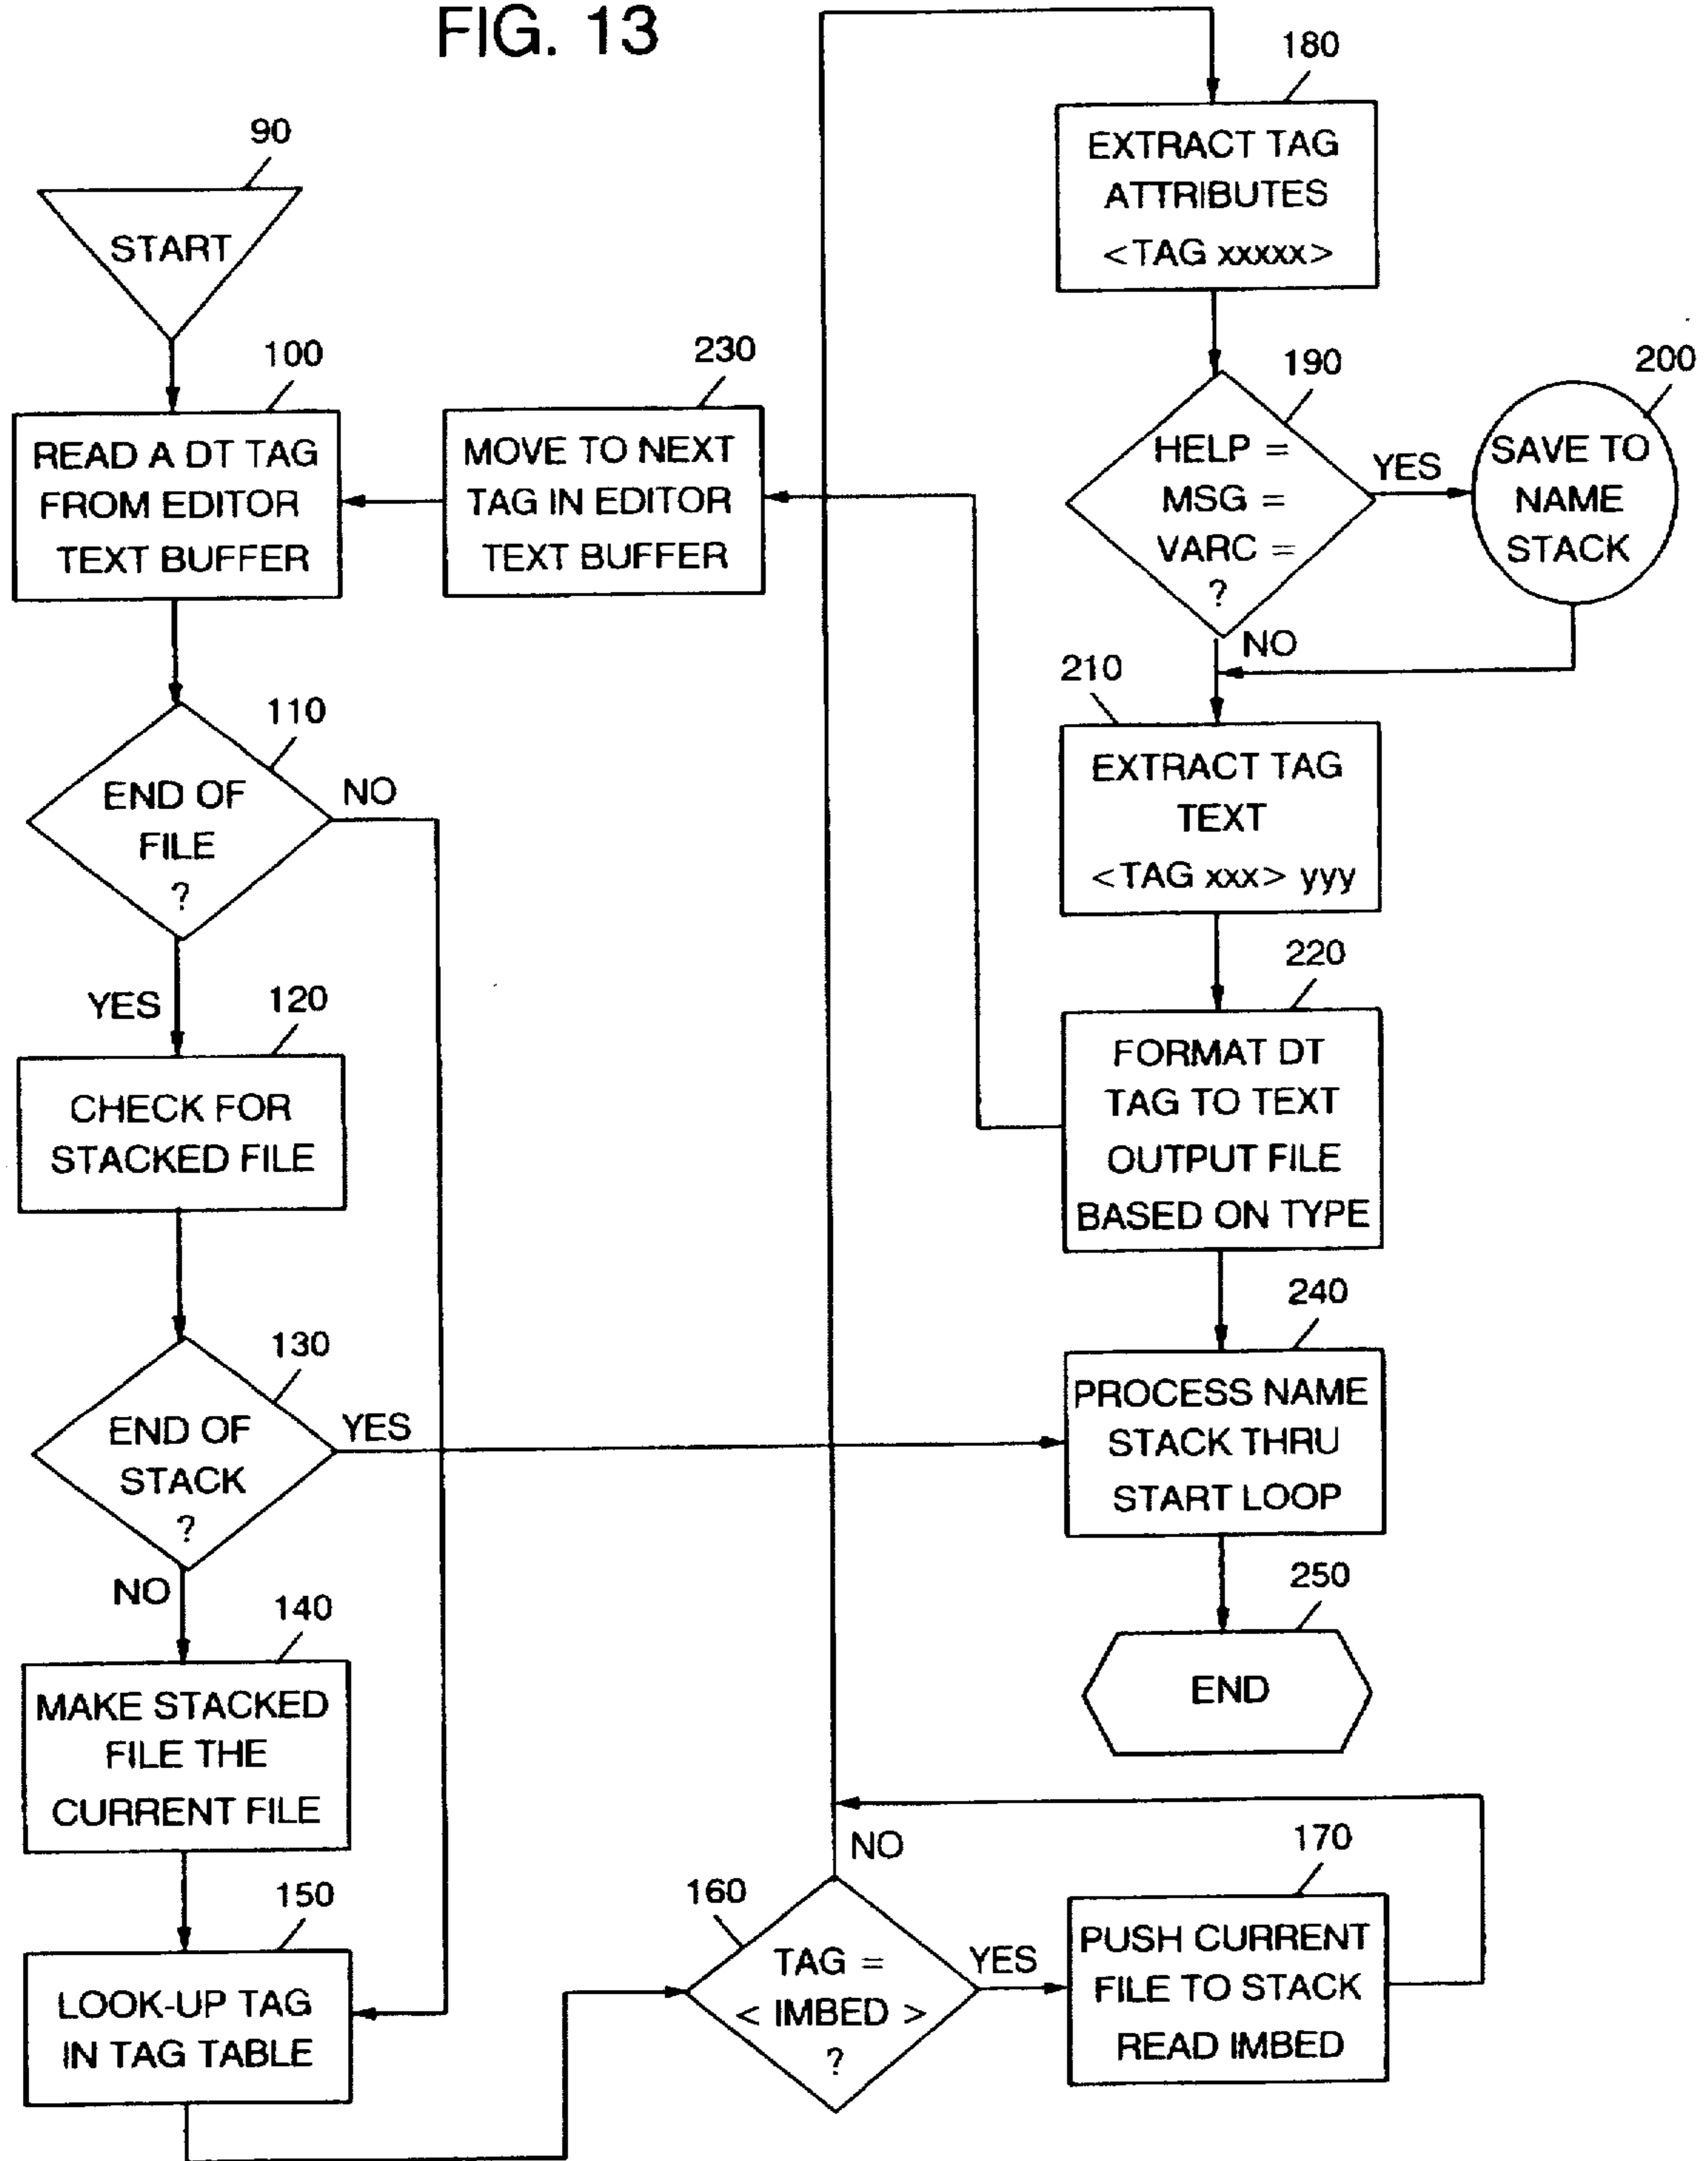 FIG. 13
90
START
100
READ A DT TAG
FROM EDITOR
TEXT BUFFER
230
MOVE TO NEXT
TAG IN EDITOR
TEXT BUFFER
110
END OF
FILE
?
NO
YES
120
CHECK FOR
STACKED FILE
130
END OF
STACK
?
YES
NO
140
MAKE STACKED
FILE THE
CURRENT FILE
150
LOOK-UP TAG
IN TAG TABLE
160
TAG =
< IMBED >
?
NO
YES
170
PUSH CURRENT
FILE TO STACK
READ IMBED
180
EXTRACT TAG
ATTRIBUTES
<TAG xxxxx>
190
HELP =
MSG =
VARC =
?
YES
NO
200
SAVE TO
NAME
STACK
210
EXTRACT TAG
TEXT
<TAG xxx> yyy
220
FORMAT DT
TAG TO TEXT
OUTPUT FILE
BASED ON TYPE
240
PROCESS NAME
STACK THRU
START LOOP
250
END